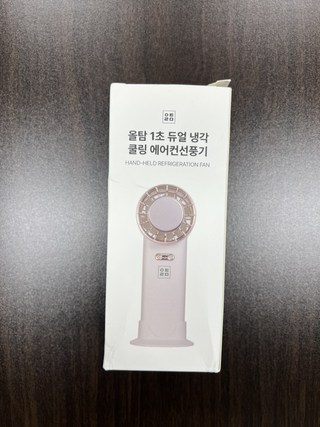 올탐 1초 듀얼 냉각
쿨링 에어컨선풍기
HAND-HELD REFRIGERATION FAN